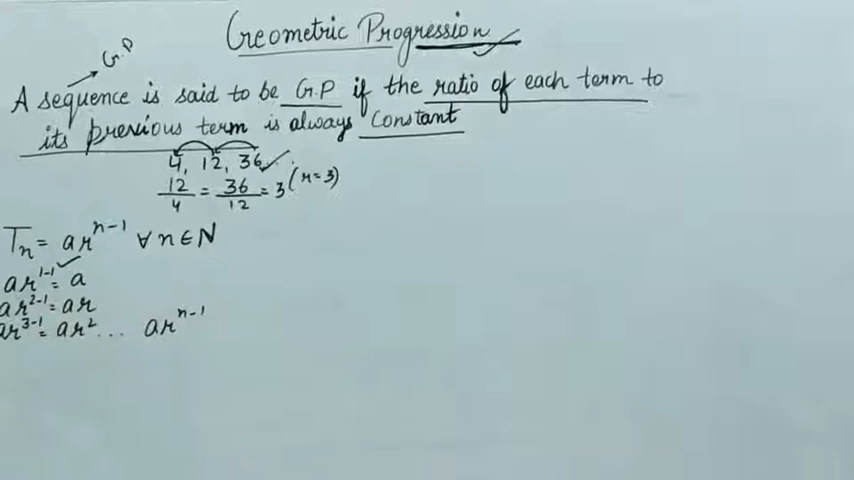 Geometric Progression
G.P
A sequence is said to be G.P if the ratio of each term to
its previous term is always Constant
4, 12, 36
12/4 = 36/12 = 3 (r=3)
Tn = ar^n-1 ∀ n ∈ N
ar^1-1 = a
ar^2-1 = ar
ar^3-1 = ar^2 ... ar^n-1